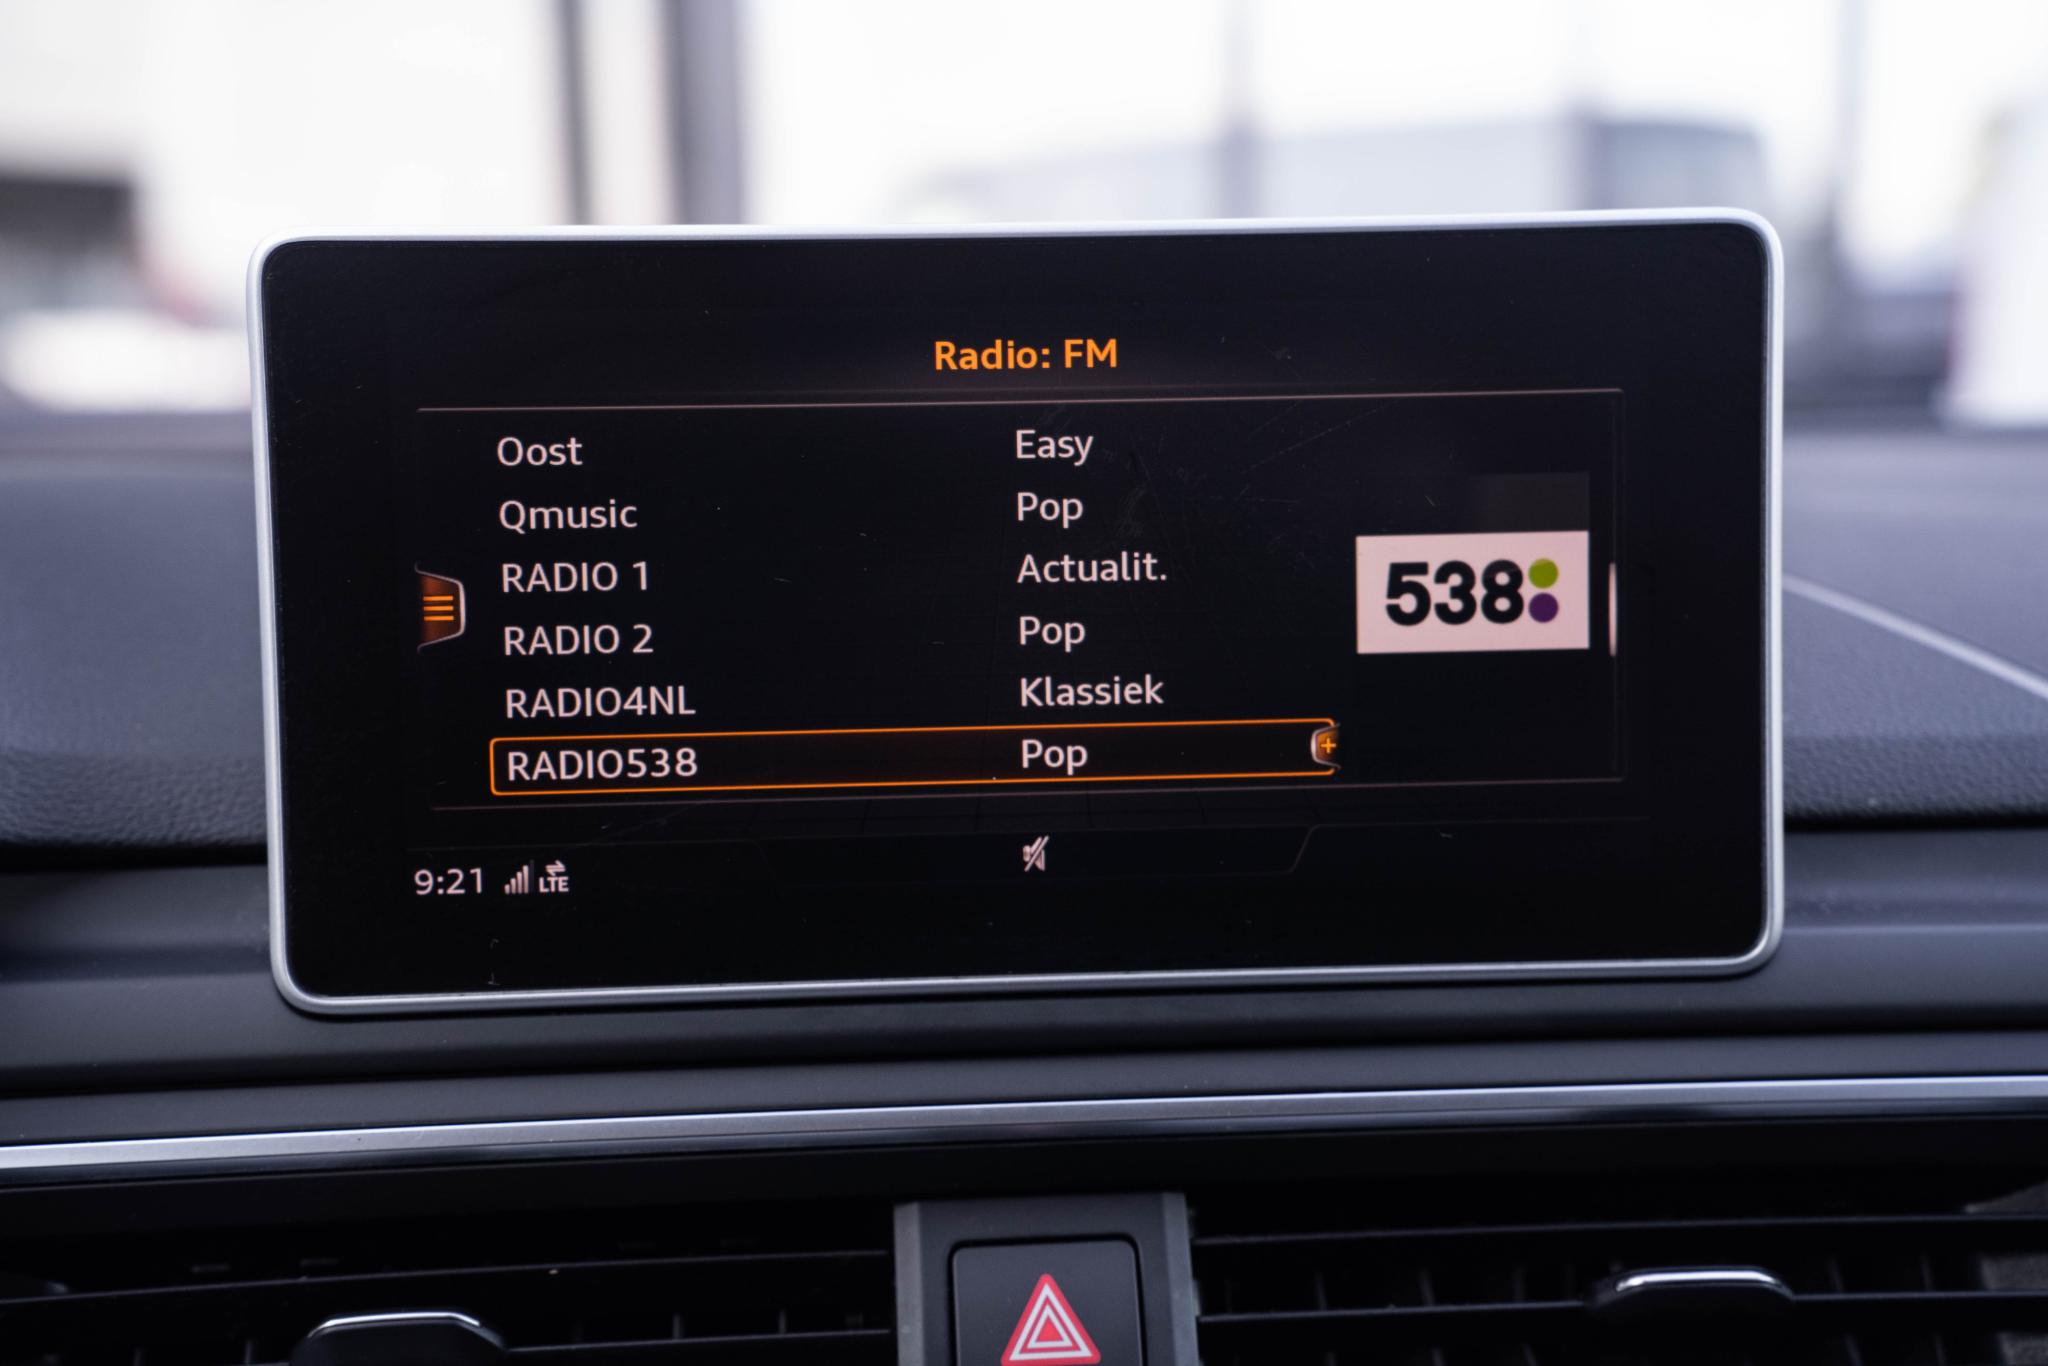 Radio: FM
Oost Easy
Qmusic Pop
RADIO 1 Actualit.
RADIO 2 Pop
RADIO4NL Klassiek
RADIO538 Pop
538
9:21 LTE